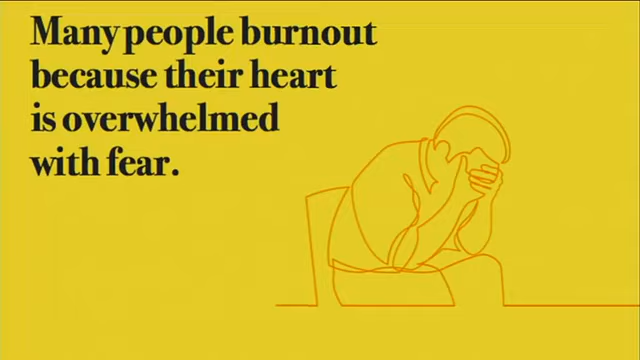 Many people burnout
because their heart
is overwhelmed
with fear.